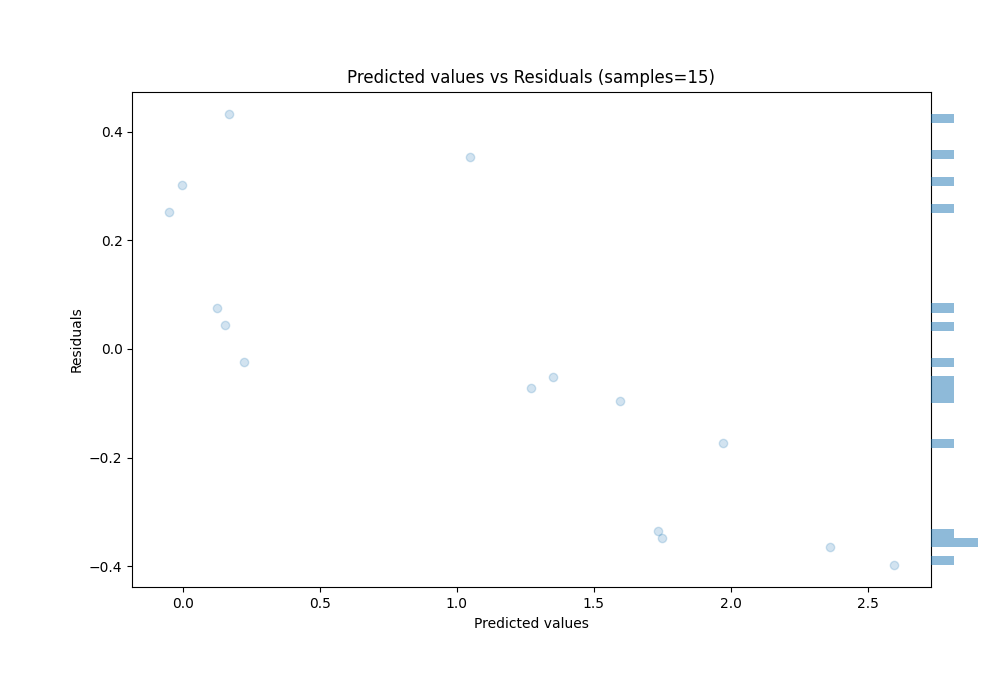 Predicted values vs Residuals (samples=15)
0.4
0.2
0.0
−0.2
−0.4
Residuals
0.0 0.5 1.0 1.5 2.0 2.5
Predicted values